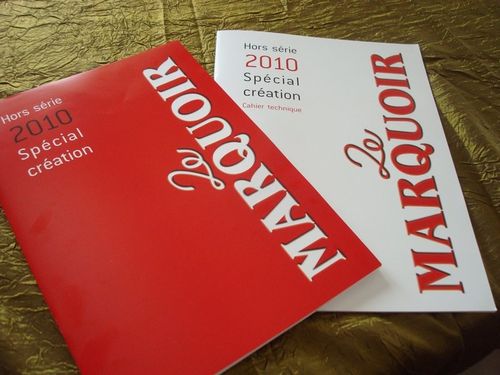 Hors série
2010
Spécial
création
le
MARQUOIR
Hors série
2010
Spécial
création
Cahier technique
le
MARQUOIR